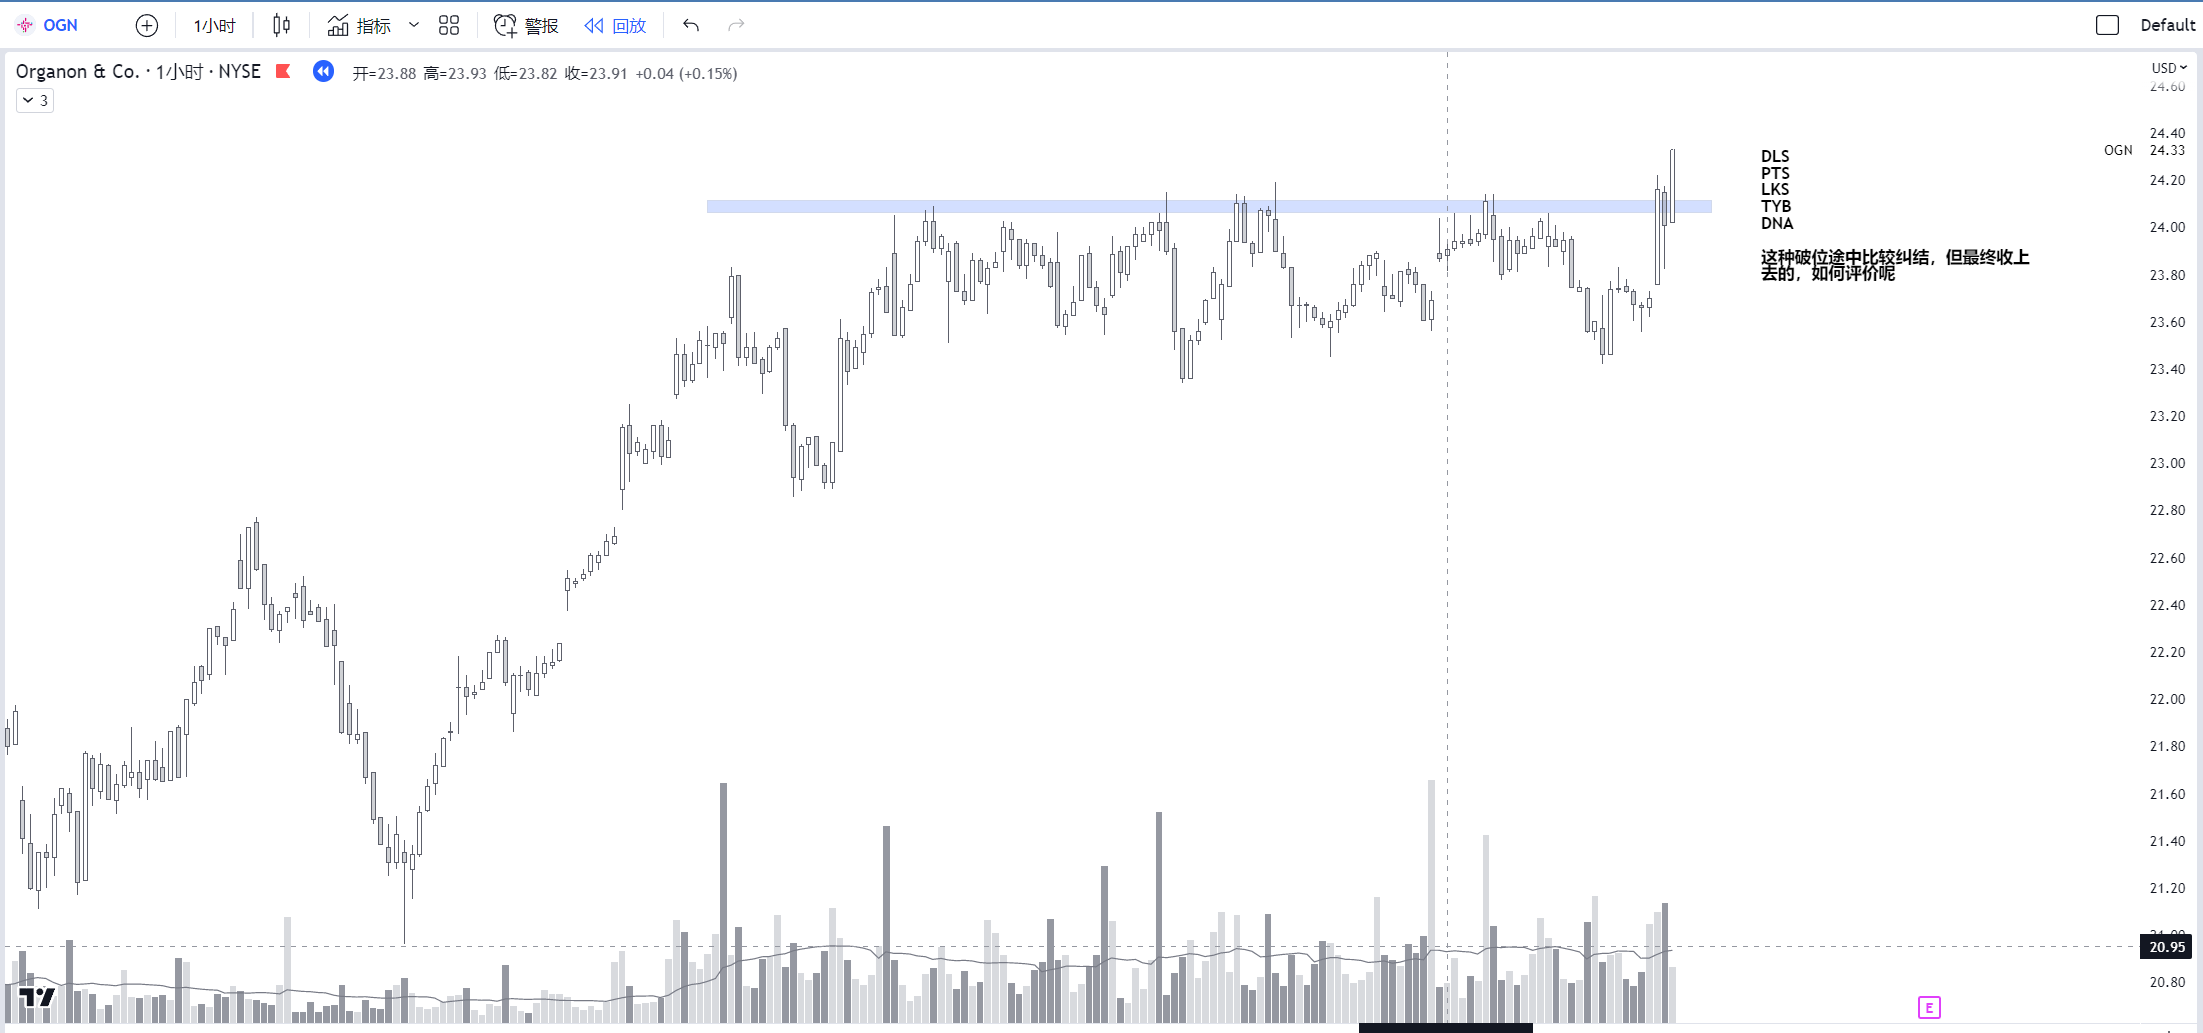 OGN 1小时 指标 警报 回放 Default
Organon & Co. · 1小时 · NYSE 开=23.88 高=23.93 低=23.82 收=23.91 +0.04 (+0.15%)
3
USD
24.60
24.40
OGN 24.33
24.20
24.00
23.80
23.60
23.40
23.20
23.00
22.80
22.60
22.40
22.20
22.00
21.80
21.60
21.40
21.20
20.95
20.80
DLS
PTS
LKS
TYB
DNA
这种破位途中比较纠结，但最终收上
去的，如何评价呢
E